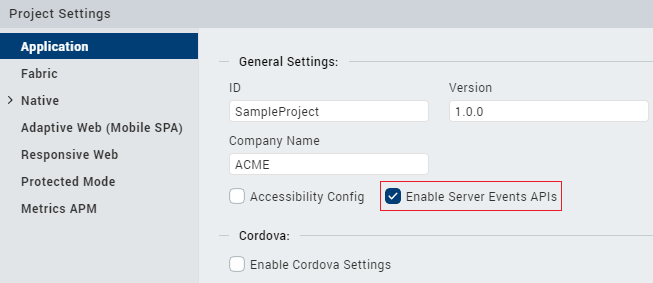 Project Settings
Application
Fabric
Native
Adaptive Web (Mobile SPA)
Responsive Web
Protected Mode
Metrics APM
General Settings:
ID
Version
SampleProject
1.0.0
Company Name
ACME
Accessibility Config
Enable Server Events APIs
Cordova:
Enable Cordova Settings